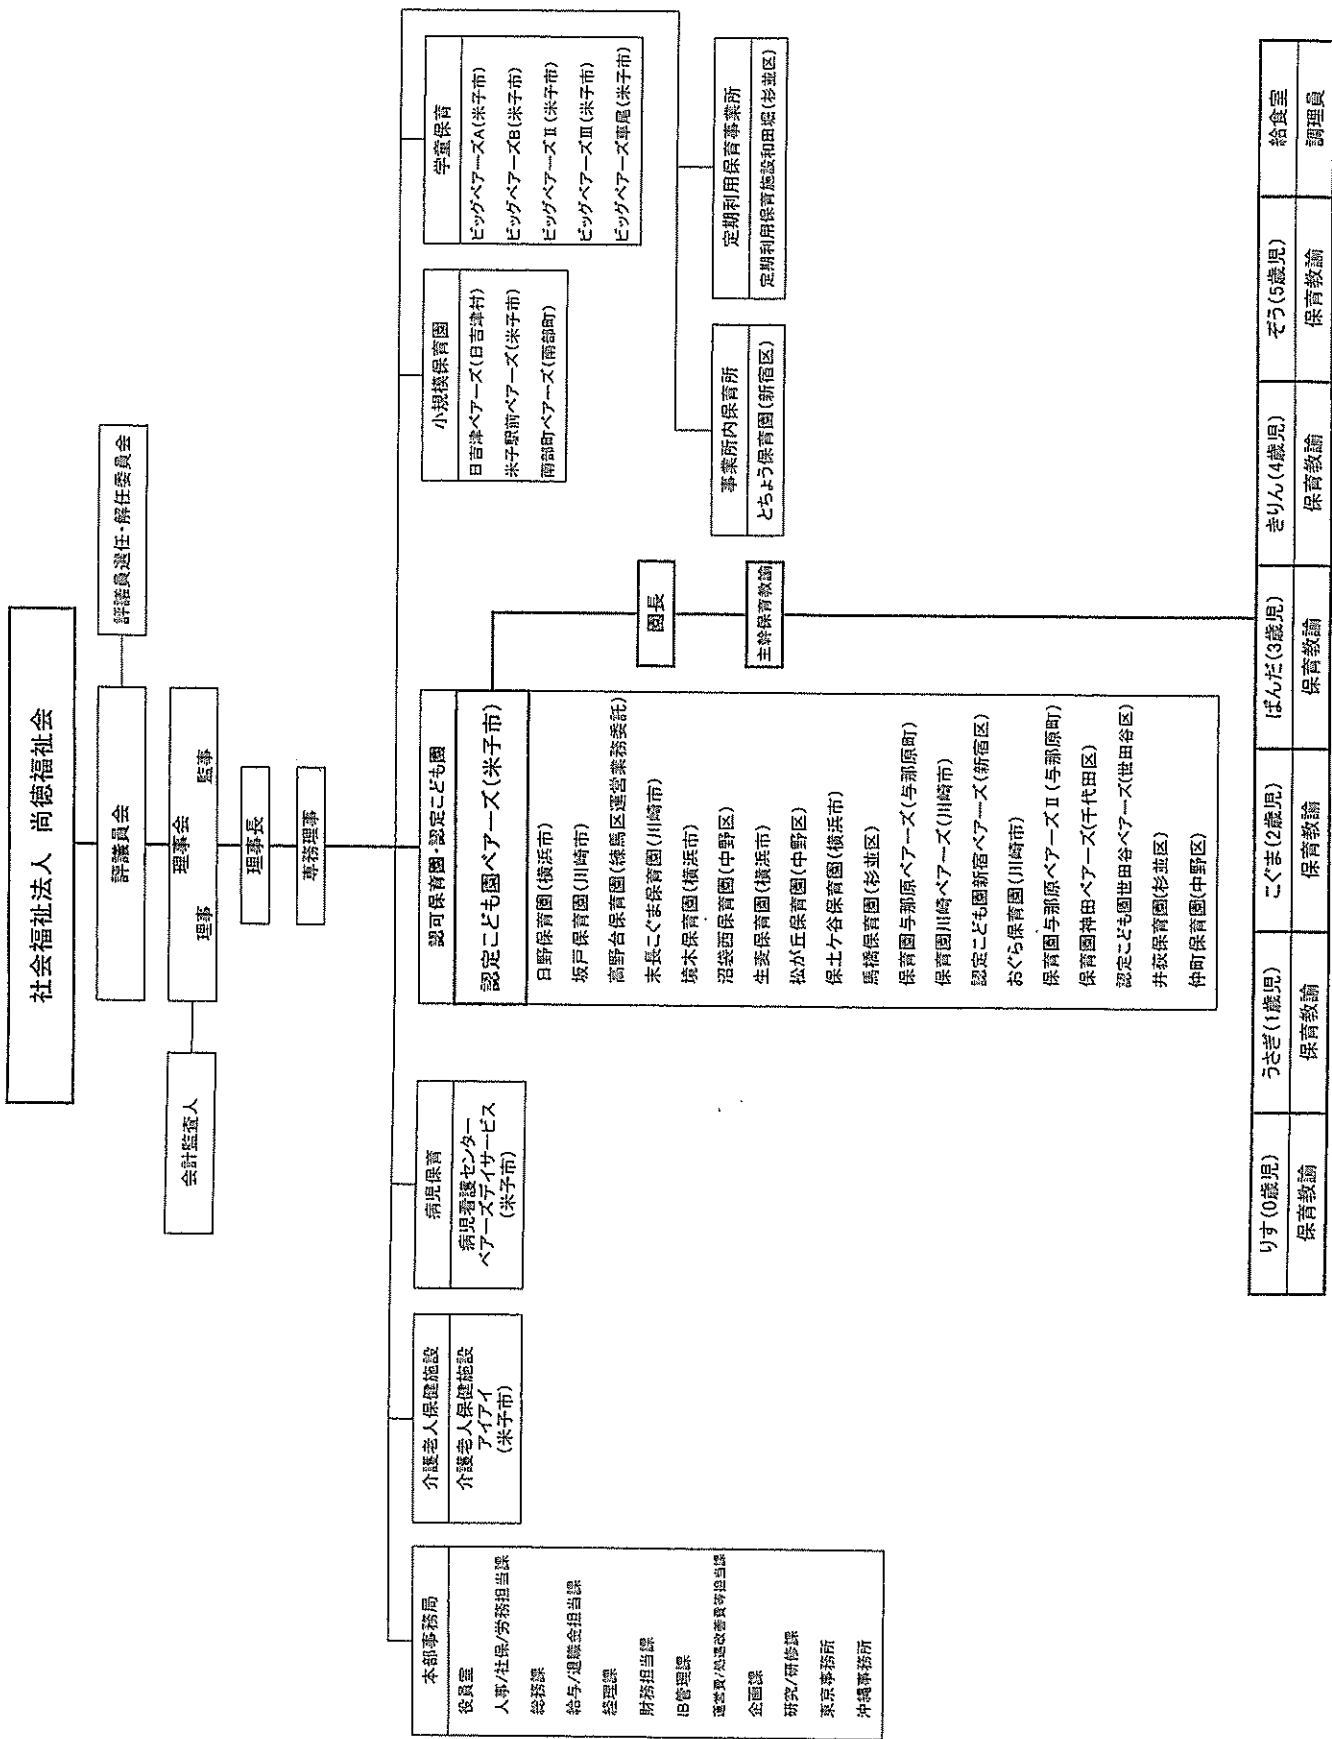 社会福祉法人　尚徳福祉会
評議員会
評議員選任・解任委員会
理事会
理事　監事
会計監査人
理事長
専務理事
本部事務局
役員室
人事/社保/労務担当課
総務課
給与/退職金担当課
経理課
財務担当課
IB管理課
運営費/処遇改善費等担当課
企画課
研究/研修課
東京事務所
沖縄事務所
介護老人保健施設
介護老人保健施設
アイアイ
(米子市)
病児保育
病児看護センター
ベアーズデイサービス
(米子市)
認可保育園・認定こども園
認定こども園ベアーズ(米子市)
日野保育園(横浜市)
坂戸保育園(川崎市)
高野台保育園(練馬区運営業務委託)
末長こぐま保育園(川崎市)
境木保育園(横浜市)
沼袋西保育園(中野区)
生麦保育園(横浜市)
松が丘保育園(中野区)
保土ケ谷保育園(横浜市)
馬橋保育園(杉並区)
保育園与那原ベアーズ(与那原町)
保育園川崎ベアーズ(川崎市)
認定こども園新宿ベアーズ(新宿区)
おぐら保育園(川崎市)
保育園与那原ベアーズⅡ(与那原町)
保育園神田ベアーズ(千代田区)
認定こども園世田谷ベアーズ(世田谷区)
井荻保育園(杉並区)
仲町保育園(中野区)
小規模保育園
日吉津ベアーズ(日吉津村)
米子駅前ベアーズ(米子市)
南部町ベアーズ(南部町)
学童保育
ビッグベアーズA(米子市)
ビッグベアーズB(米子市)
ビッグベアーズⅡ(米子市)
ビッグベアーズⅢ(米子市)
ビッグベアーズ車尾(米子市)
事業所内保育所
とちょう保育園(新宿区)
定期利用保育事業所
定期利用保育施設和田堀(杉並区)
園長
主幹保育教諭
りす(0歳児)　うさぎ(1歳児)　こぐま(2歳児)　ぱんだ(3歳児)　きりん(4歳児)　ぞう(5歳児)　給食室
保育教諭　保育教諭　保育教諭　保育教諭　保育教諭　保育教諭　調理員